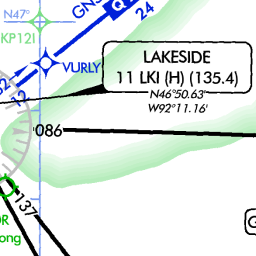 N47°
GN
Q
24
KP12I
VURLY
LAKESIDE
11 LKI (H) (135.4)
N46°50.63'
W92°11.16'
086
137
OR
ong
G